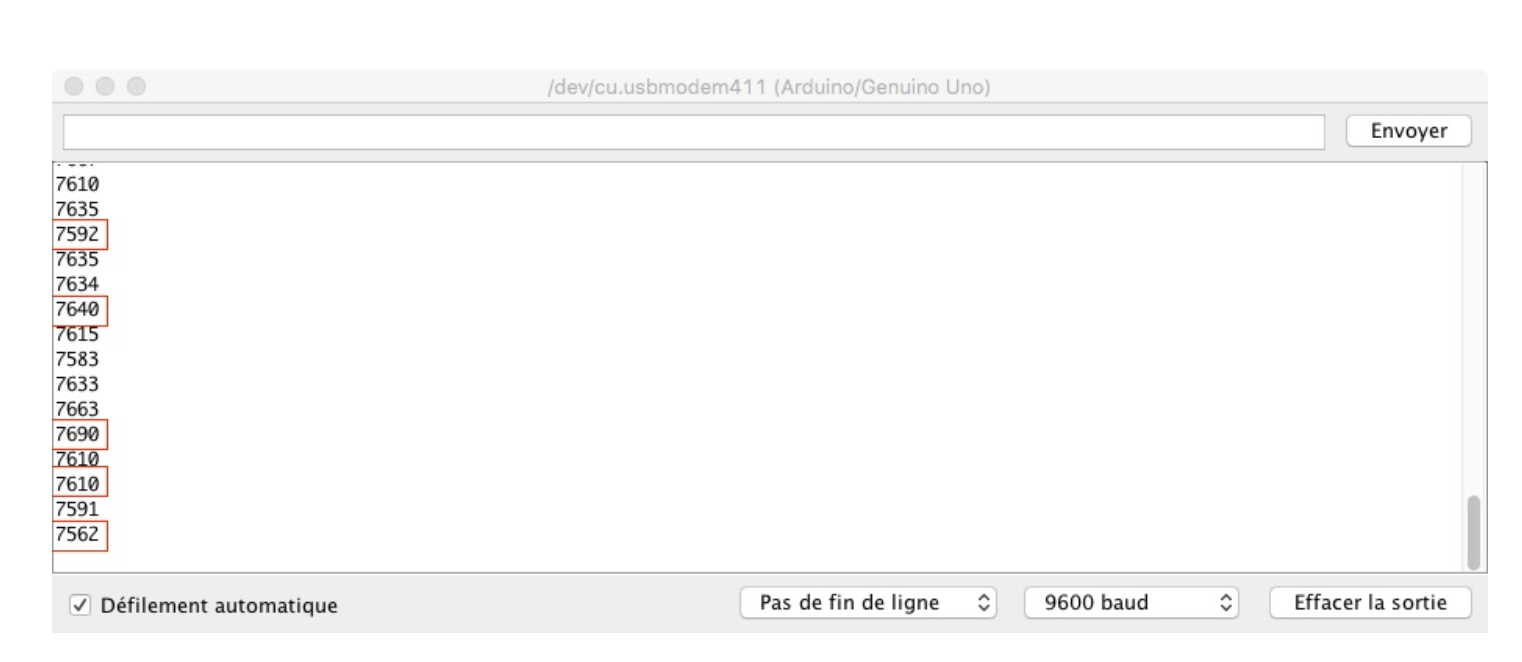 /dev/cu.usbmodem411 (Arduino/Genuino Uno)
Envoyer
7610
7635
7592
7635
7634
7640
7615
7583
7633
7663
7690
7610
7610
7591
7562
Défilement automatique
Pas de fin de ligne
9600 baud
Effacer la sortie